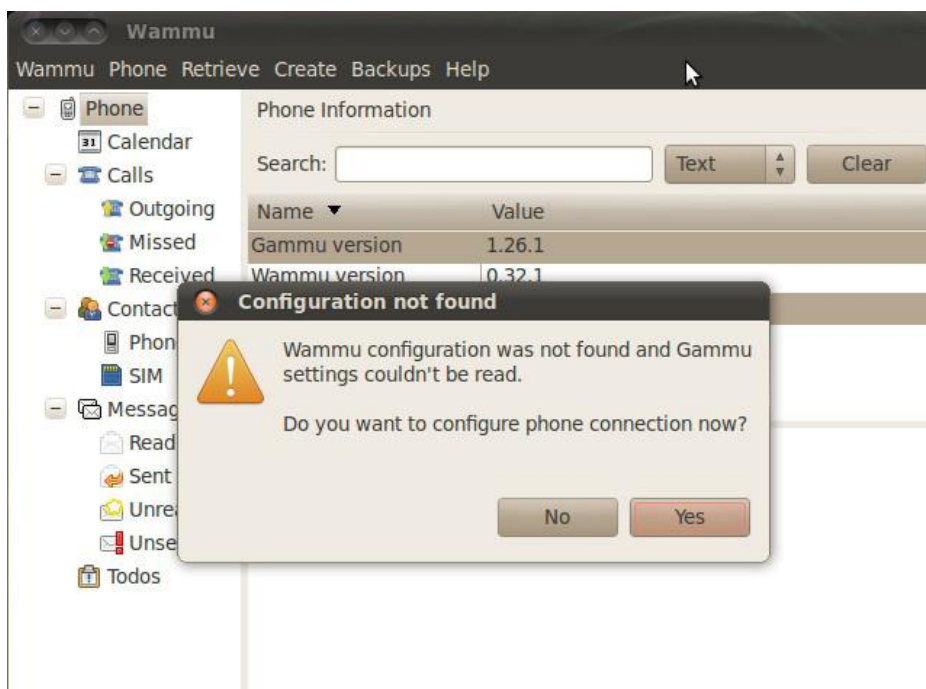 Wammu
Wammu Phone Retrieve Create Backups Help
Phone
31 Calendar
Calls
Outgoing
Missed
Received
Contact
Phon
SIM
Messag
Read
Sent
Unre
Unse
Todos
Phone Information
Search: Text Clear
Name Value
Gammu version 1.26.1
Wammu version 0.32.1
Configuration not found
Wammu configuration was not found and Gammu
settings couldn't be read.
Do you want to configure phone connection now?
No Yes